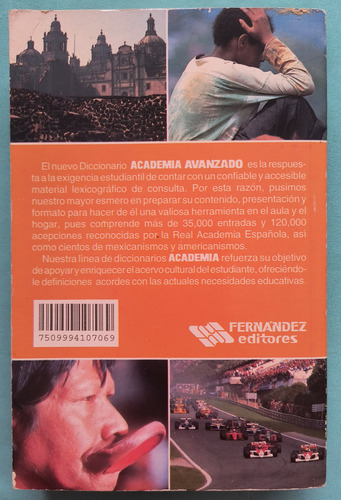 El nuevo Diccionario ACADEMIA AVANZADO es la respues-
ta a la exigencia estudiantil de contar con un confiable y accesible
material lexicográfico de consulta. Por esta razón, pusimos
nuestro mayor esmero en preparar su contenido, presentación y
formato para hacer de él una valiosa herramienta en el aula y el
hogar, pues comprende más de 35,000 entradas y 120,000
acepciones reconocidas por la Real Academia Española, así
como cientos de mexicanismos y americanismos.
Nuestra línea de diccionarios ACADEMIA refuerza su objetivo
de apoyar y enriquecer el acervo cultural del estudiante, ofreciéndo-
le definiciones acordes con las actuales necesidades educativas.
7509994107069
FERNÁNDEZ
editores